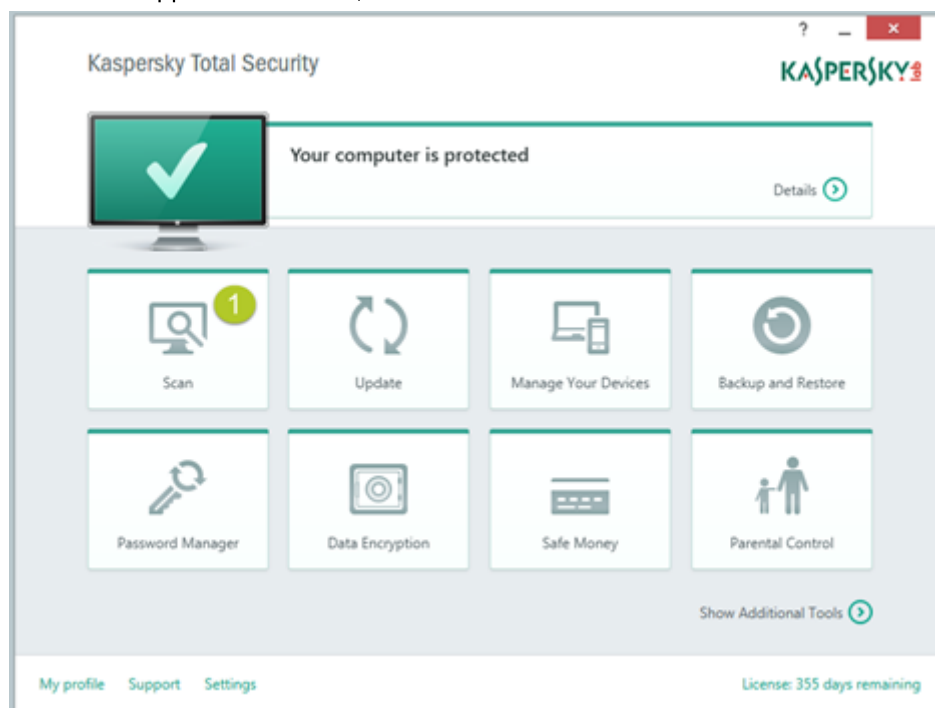 ? _ ×
Kaspersky Total Security
KASPERSKY lab
Your computer is protected
Details
1
Scan
Update
Manage Your Devices
Backup and Restore
Password Manager
Data Encryption
Safe Money
Parental Control
Show Additional Tools
My profile Support Settings
License: 355 days remaining